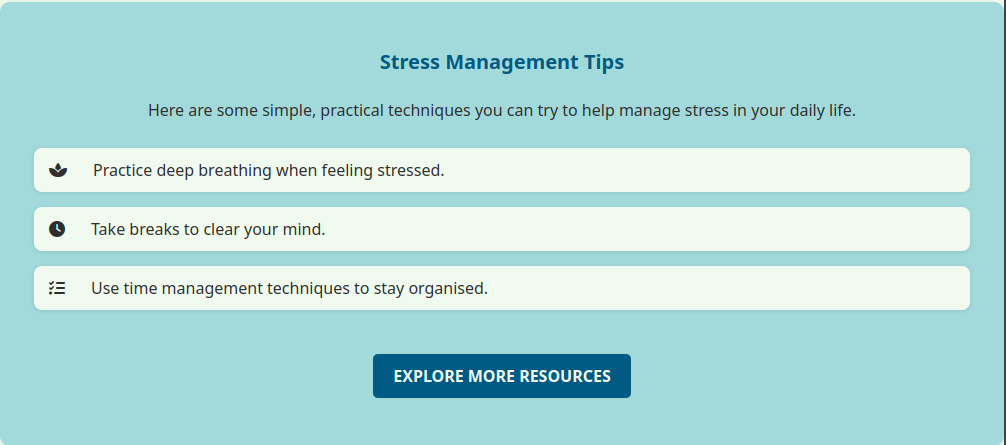 Stress Management Tips
Here are some simple, practical techniques you can try to help manage stress in your daily life.
Practice deep breathing when feeling stressed.
Take breaks to clear your mind.
Use time management techniques to stay organised.
EXPLORE MORE RESOURCES